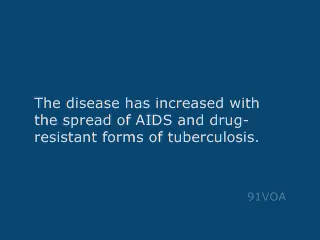 The disease has increased with
the spread of AIDS and drug-
resistant forms of tuberculosis.
91VOA